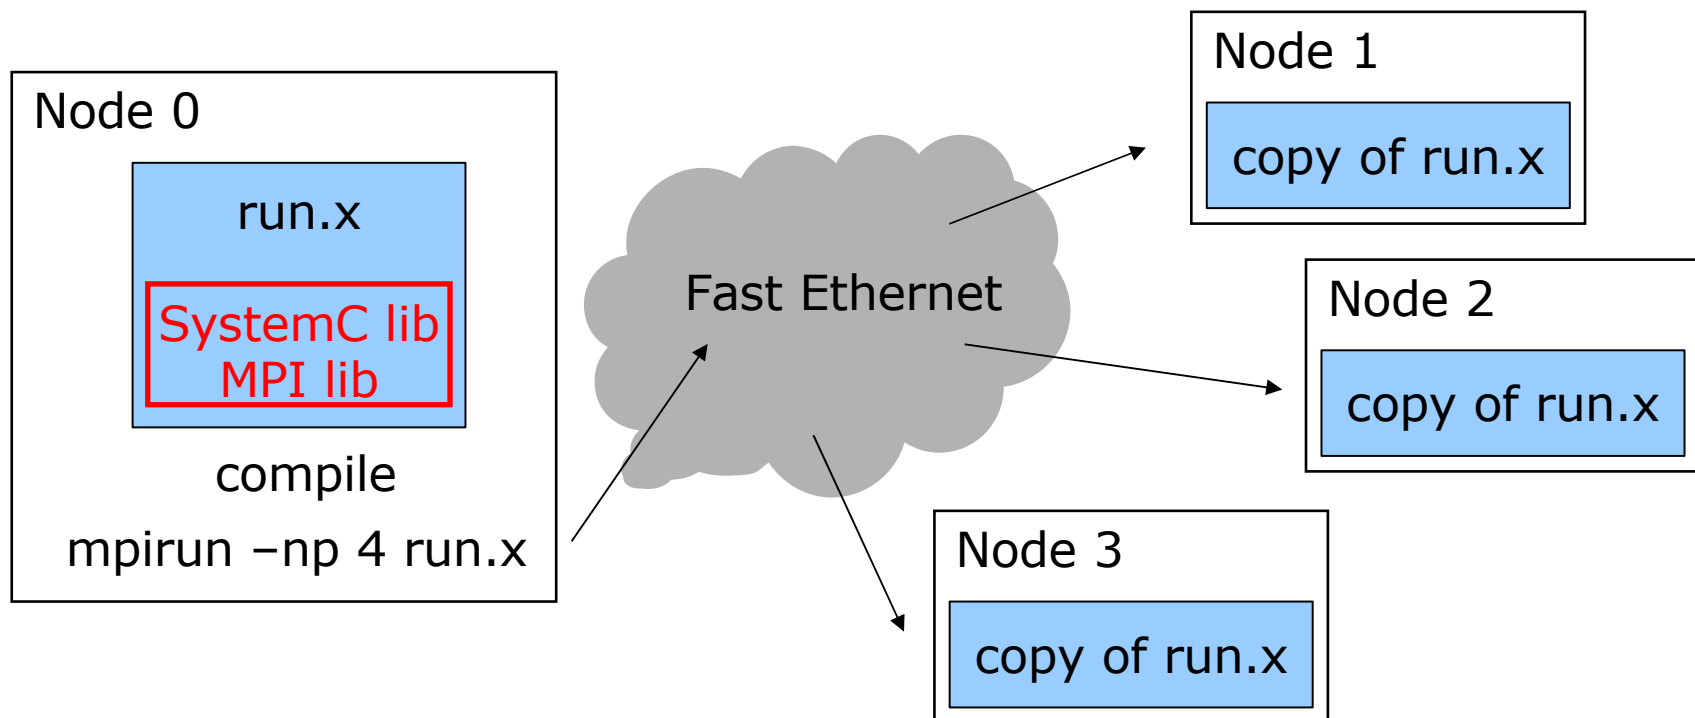 Node 0
run.x
SystemC lib
MPI lib
compile
mpirun –np 4 run.x
Fast Ethernet
Node 1
copy of run.x
Node 2
copy of run.x
Node 3
copy of run.x